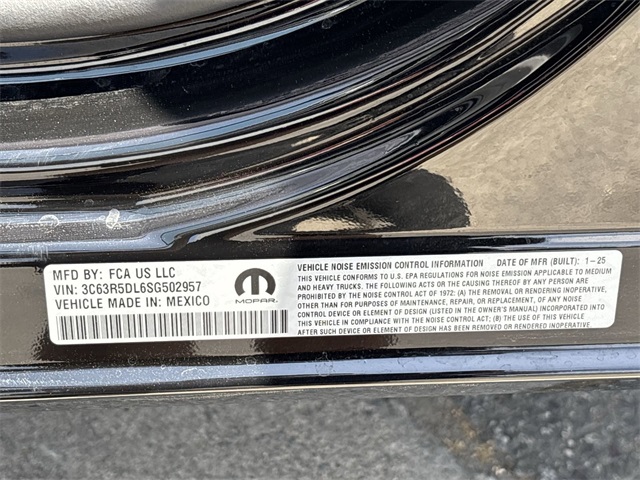 MFD BY: FCA US LLC
VIN: 3C63R5DL6SG502957
VEHICLE MADE IN: MEXICO
MOPAR
VEHICLE NOISE EMISSION CONTROL INFORMATION DATE OF MFR (BUILT): 1-25
THIS VEHICLE CONFORMS TO U.S. EPA REGULATIONS FOR NOISE EMISSION APPLICABLE TO MEDIUM
AND HEAVY TRUCKS. THE FOLLOWING ACTS OR THE CAUSING THEREOF BY ANY PERSON ARE
PROHIBITED BY THE NOISE CONTROL ACT OF 1972; (A) THE REMOVAL OR RENDERING INOPERATIVE,
OTHER THAN FOR PURPOSES OF MAINTENANCE, REPAIR, OR REPLACEMENT, OF ANY NOISE
CONTROL DEVICE OR ELEMENT OF DESIGN (LISTED IN THE OWNER'S MANUAL) INCORPORATED INTO
THIS VEHICLE IN COMPLIANCE WITH THE NOISE CONTROL ACT; (B) THE USE OF THIS VEHICLE
AFTER SUCH DEVICE OR ELEMENT OF DESIGN HAS BEEN REMOVED OR RENDERED INOPERATIVE.